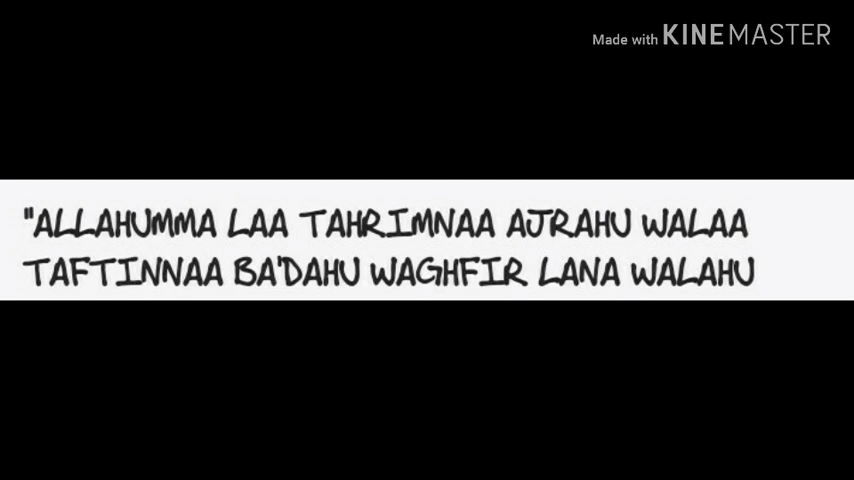 Made with KINEMASTER
"ALLAHUMMA LAA TAHRIMNAA AJRAHU WALAA
TAFTINNAA BA'DAHU WAGHFIR LANA WALAHU